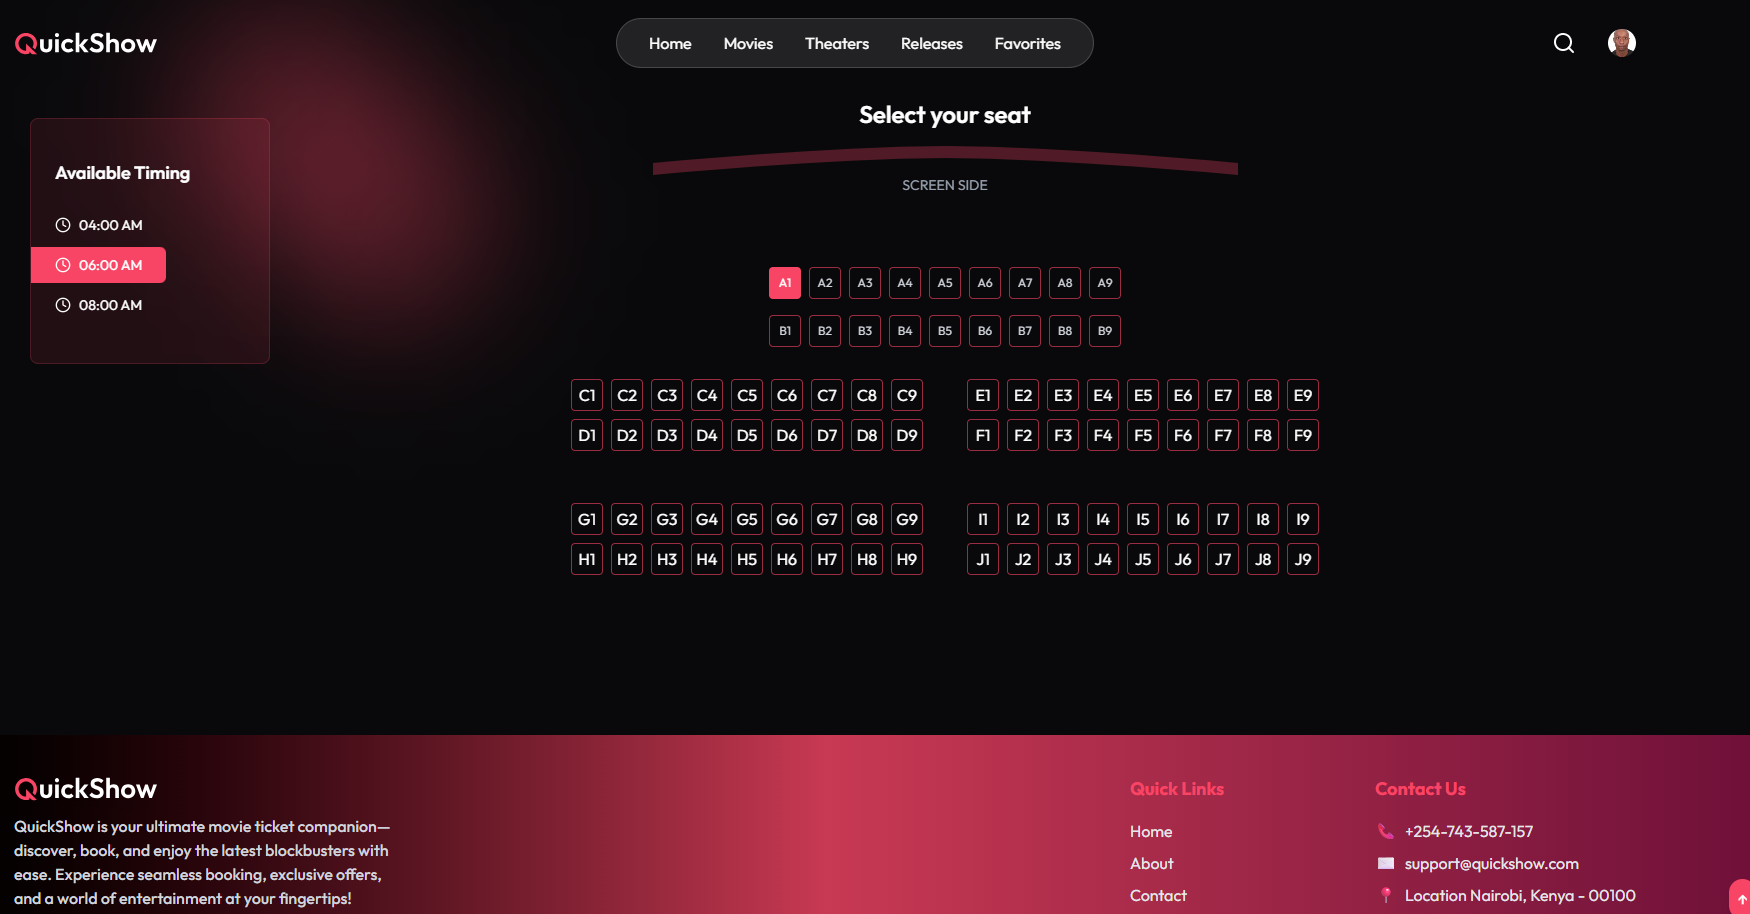 QuickShow
Home Movies Theaters Releases Favorites
Select your seat
SCREEN SIDE
Available Timing
04:00 AM
06:00 AM
08:00 AM
A1 A2 A3 A4 A5 A6 A7 A8 A9
B1 B2 B3 B4 B5 B6 B7 B8 B9
C1 C2 C3 C4 C5 C6 C7 C8 C9
D1 D2 D3 D4 D5 D6 D7 D8 D9
E1 E2 E3 E4 E5 E6 E7 E8 E9
F1 F2 F3 F4 F5 F6 F7 F8 F9
G1 G2 G3 G4 G5 G6 G7 G8 G9
H1 H2 H3 H4 H5 H6 H7 H8 H9
I1 I2 I3 I4 I5 I6 I7 I8 I9
J1 J2 J3 J4 J5 J6 J7 J8 J9
QuickShow
QuickShow is your ultimate movie ticket companion—
discover, book, and enjoy the latest blockbusters with
ease. Experience seamless booking, exclusive offers,
and a world of entertainment at your fingertips!
Quick Links
Home
About
Contact
Contact Us
+254-743-587-157
support@quickshow.com
Location Nairobi, Kenya - 00100